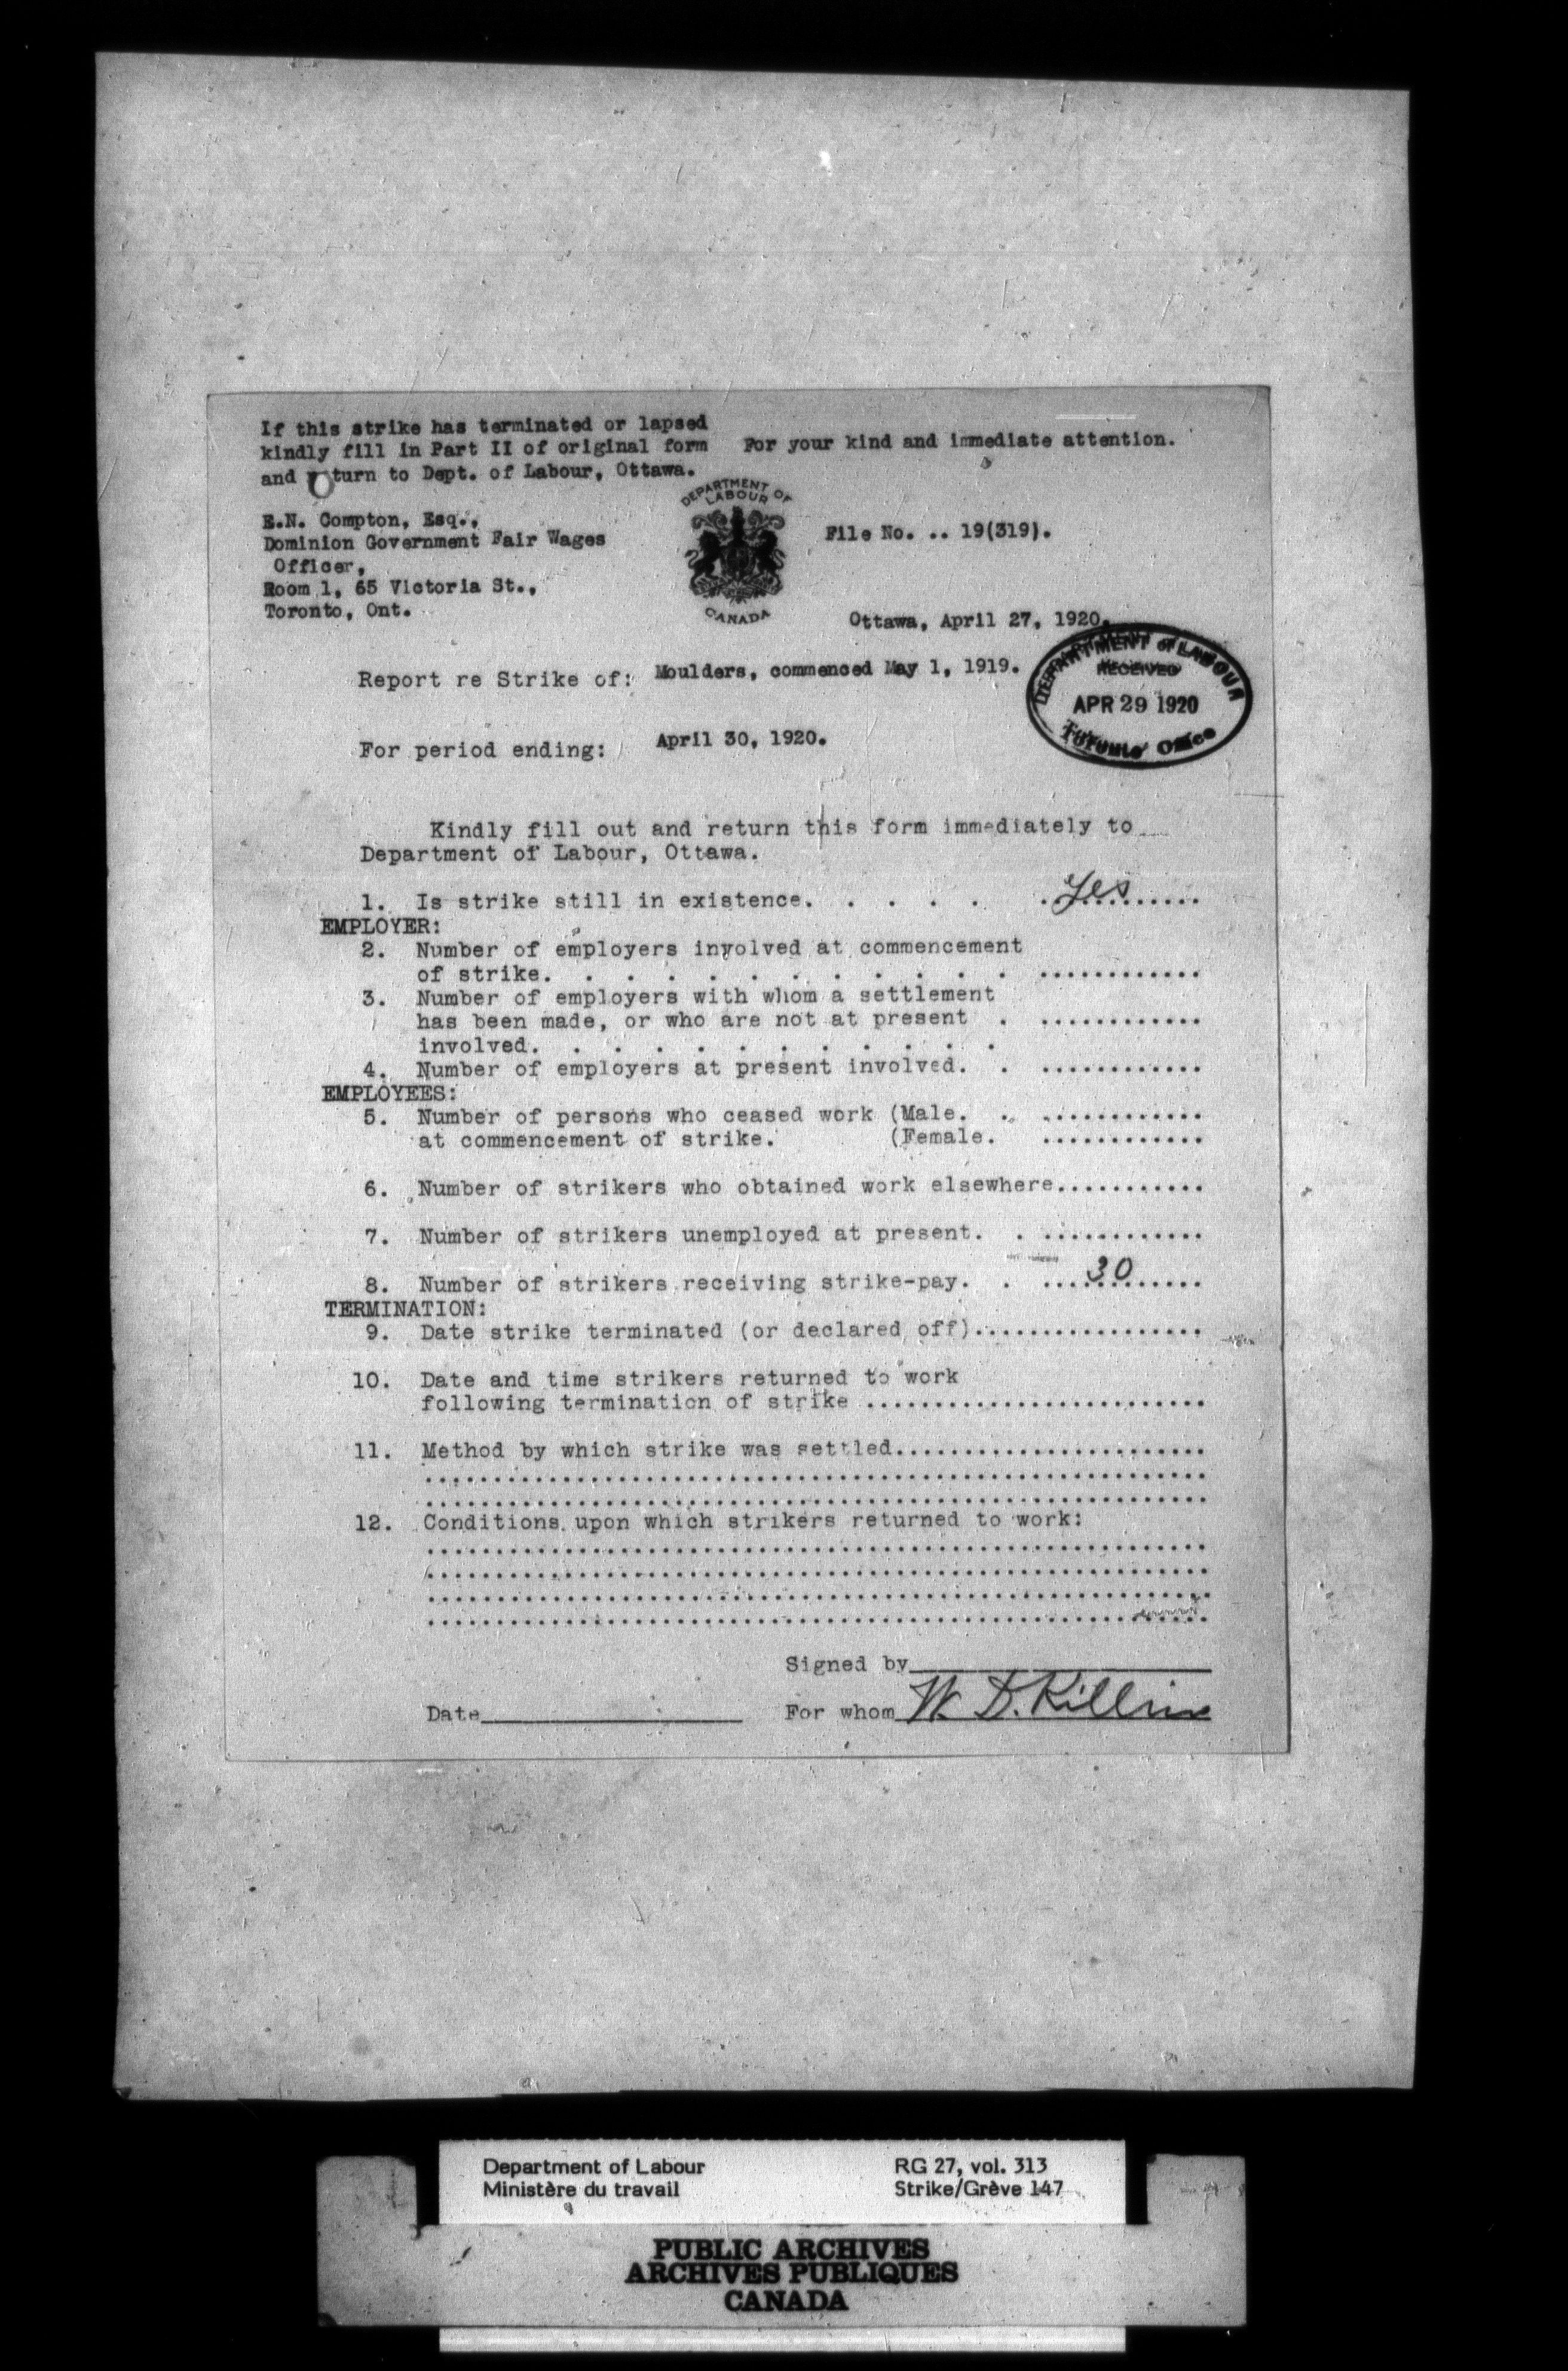 If this strike has terminated or lapsed
kindly fill in Part II of original form
and return to Dept. of Labour, Ottawa.
For your kind and immediate attention.
DEPARTMENT OF
LABOUR
CANADA
E.N. Compton, Esq.,
Dominion Government Fair Wages
Officer,
Room 1, 65 Victoria St.,
Toronto, Ont.
File No. .. 19(319).
Ottawa, April 27, 1920.
DEPARTMENT of LABOUR
RECEIVED
APR 29 1920
Toronto Office
Report re Strike of: Moulders, commenced May 1, 1919.
For period ending: April 30, 1920.
Kindly fill out and return this form immediately to
Department of Labour, Ottawa.
1. Is strike still in existence. . . . . . Yes
EMPLOYER:
2. Number of employers involved at commencement
of strike. . . . . . . . . . . . ............
3. Number of employers with whom a settlement
has been made, or who are not at present . ............
involved. . . . . . . . . . . .
4. Number of employers at present involved. . ............
EMPLOYEES:
5. Number of persons who ceased work (Male. . ............
at commencement of strike. (Female. ............
6. Number of strikers who obtained work elsewhere...........
7. Number of strikers unemployed at present. . ............
8. Number of strikers receiving strike-pay. . ....30......
TERMINATION:
9. Date strike terminated (or declared off).................
10. Date and time strikers returned to work
following termination of strike .........................
11. Method by which strike was settled.......................
12. Conditions upon which strikers returned to work:
Signed by
Date
For whom W. D. Killins
Department of Labour
Ministère du travail
RG 27, vol. 313
Strike/Grève 147
PUBLIC ARCHIVES
ARCHIVES PUBLIQUES
CANADA